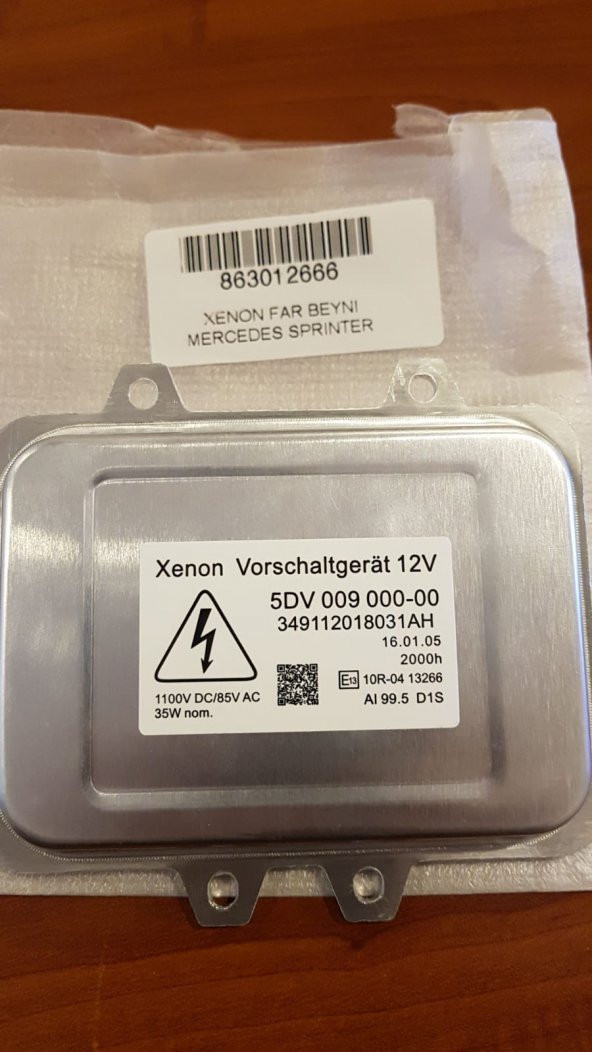 863012666
XENON FAR BEYNI
MERCEDES SPRINTER
Xenon Vorschaltgerät 12V
5DV 009 000-00
349112018031AH
16.01.05
2000h
E13 10R-04 13266
1100V DC/85V AC
35W nom.
AI 99.5 D1S